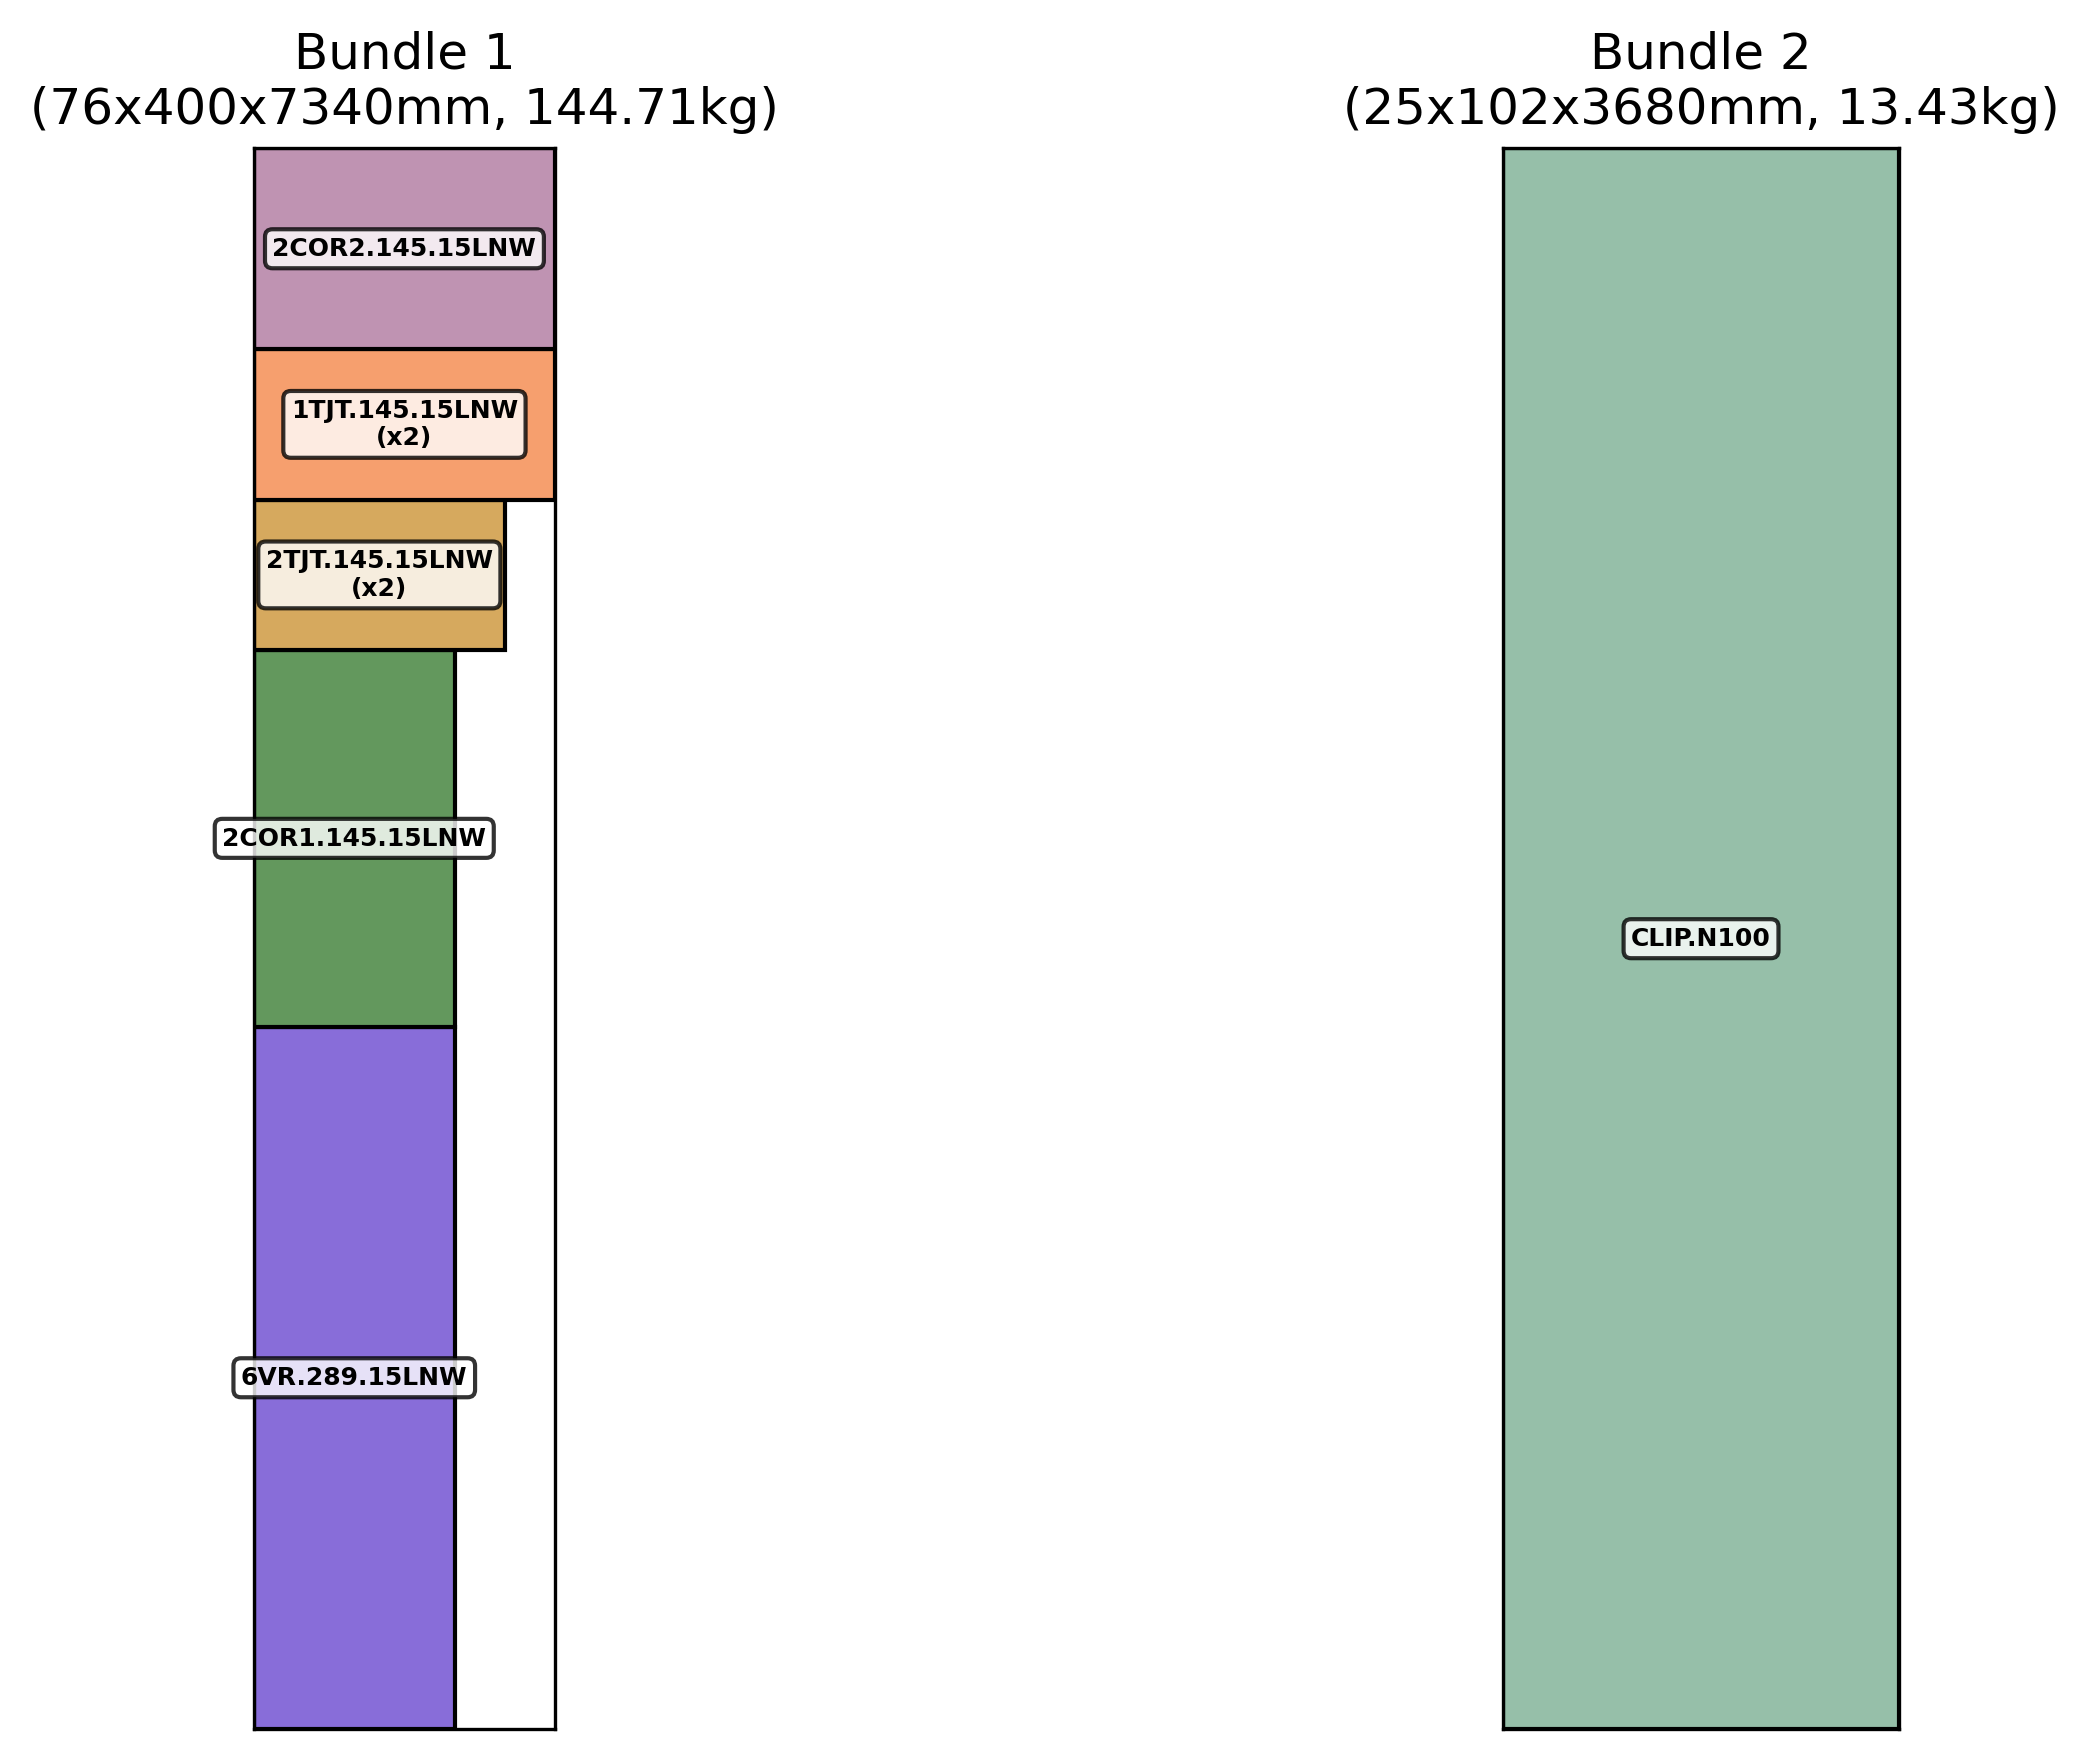 Bundle 1
(76x400x7340mm, 144.71kg)
2COR2.145.15LNW
1TJT.145.15LNW
(x2)
2TJT.145.15LNW
(x2)
2COR1.145.15LNW
6VR.289.15LNW
Bundle 2
(25x102x3680mm, 13.43kg)
CLIP.N100